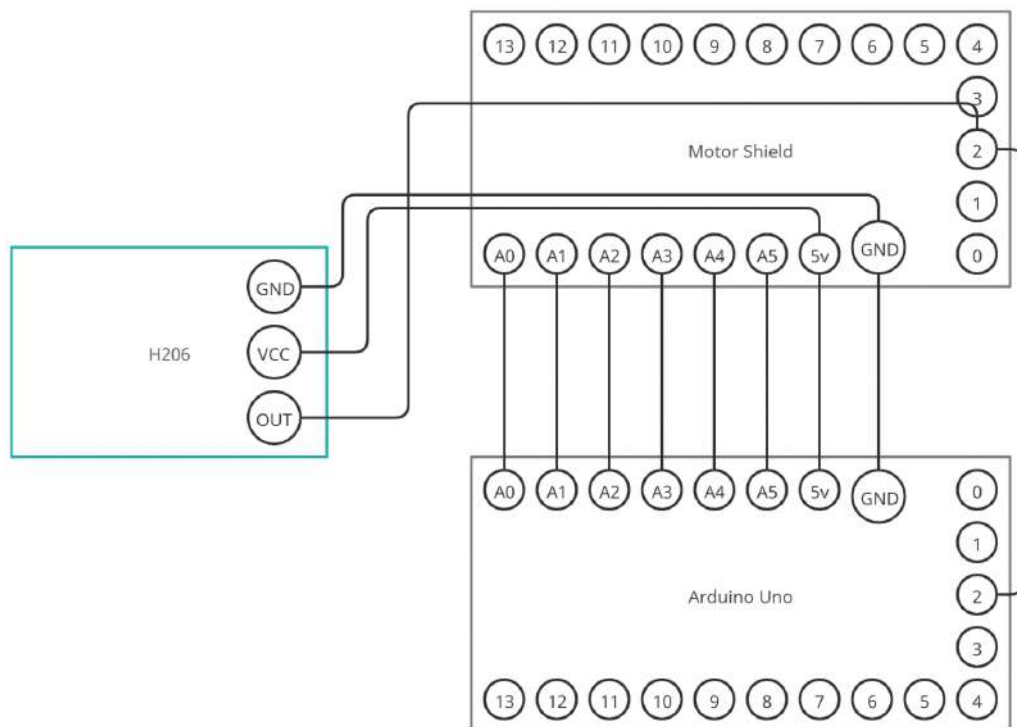 13 12 11 10 9 8 7 6 5 4
3
Motor Shield 2
1
A0 A1 A2 A3 A4 A5 5v GND 0
GND
H206 VCC
OUT
A0 A1 A2 A3 A4 A5 5v GND 0
1
Arduino Uno 2
3
13 12 11 10 9 8 7 6 5 4